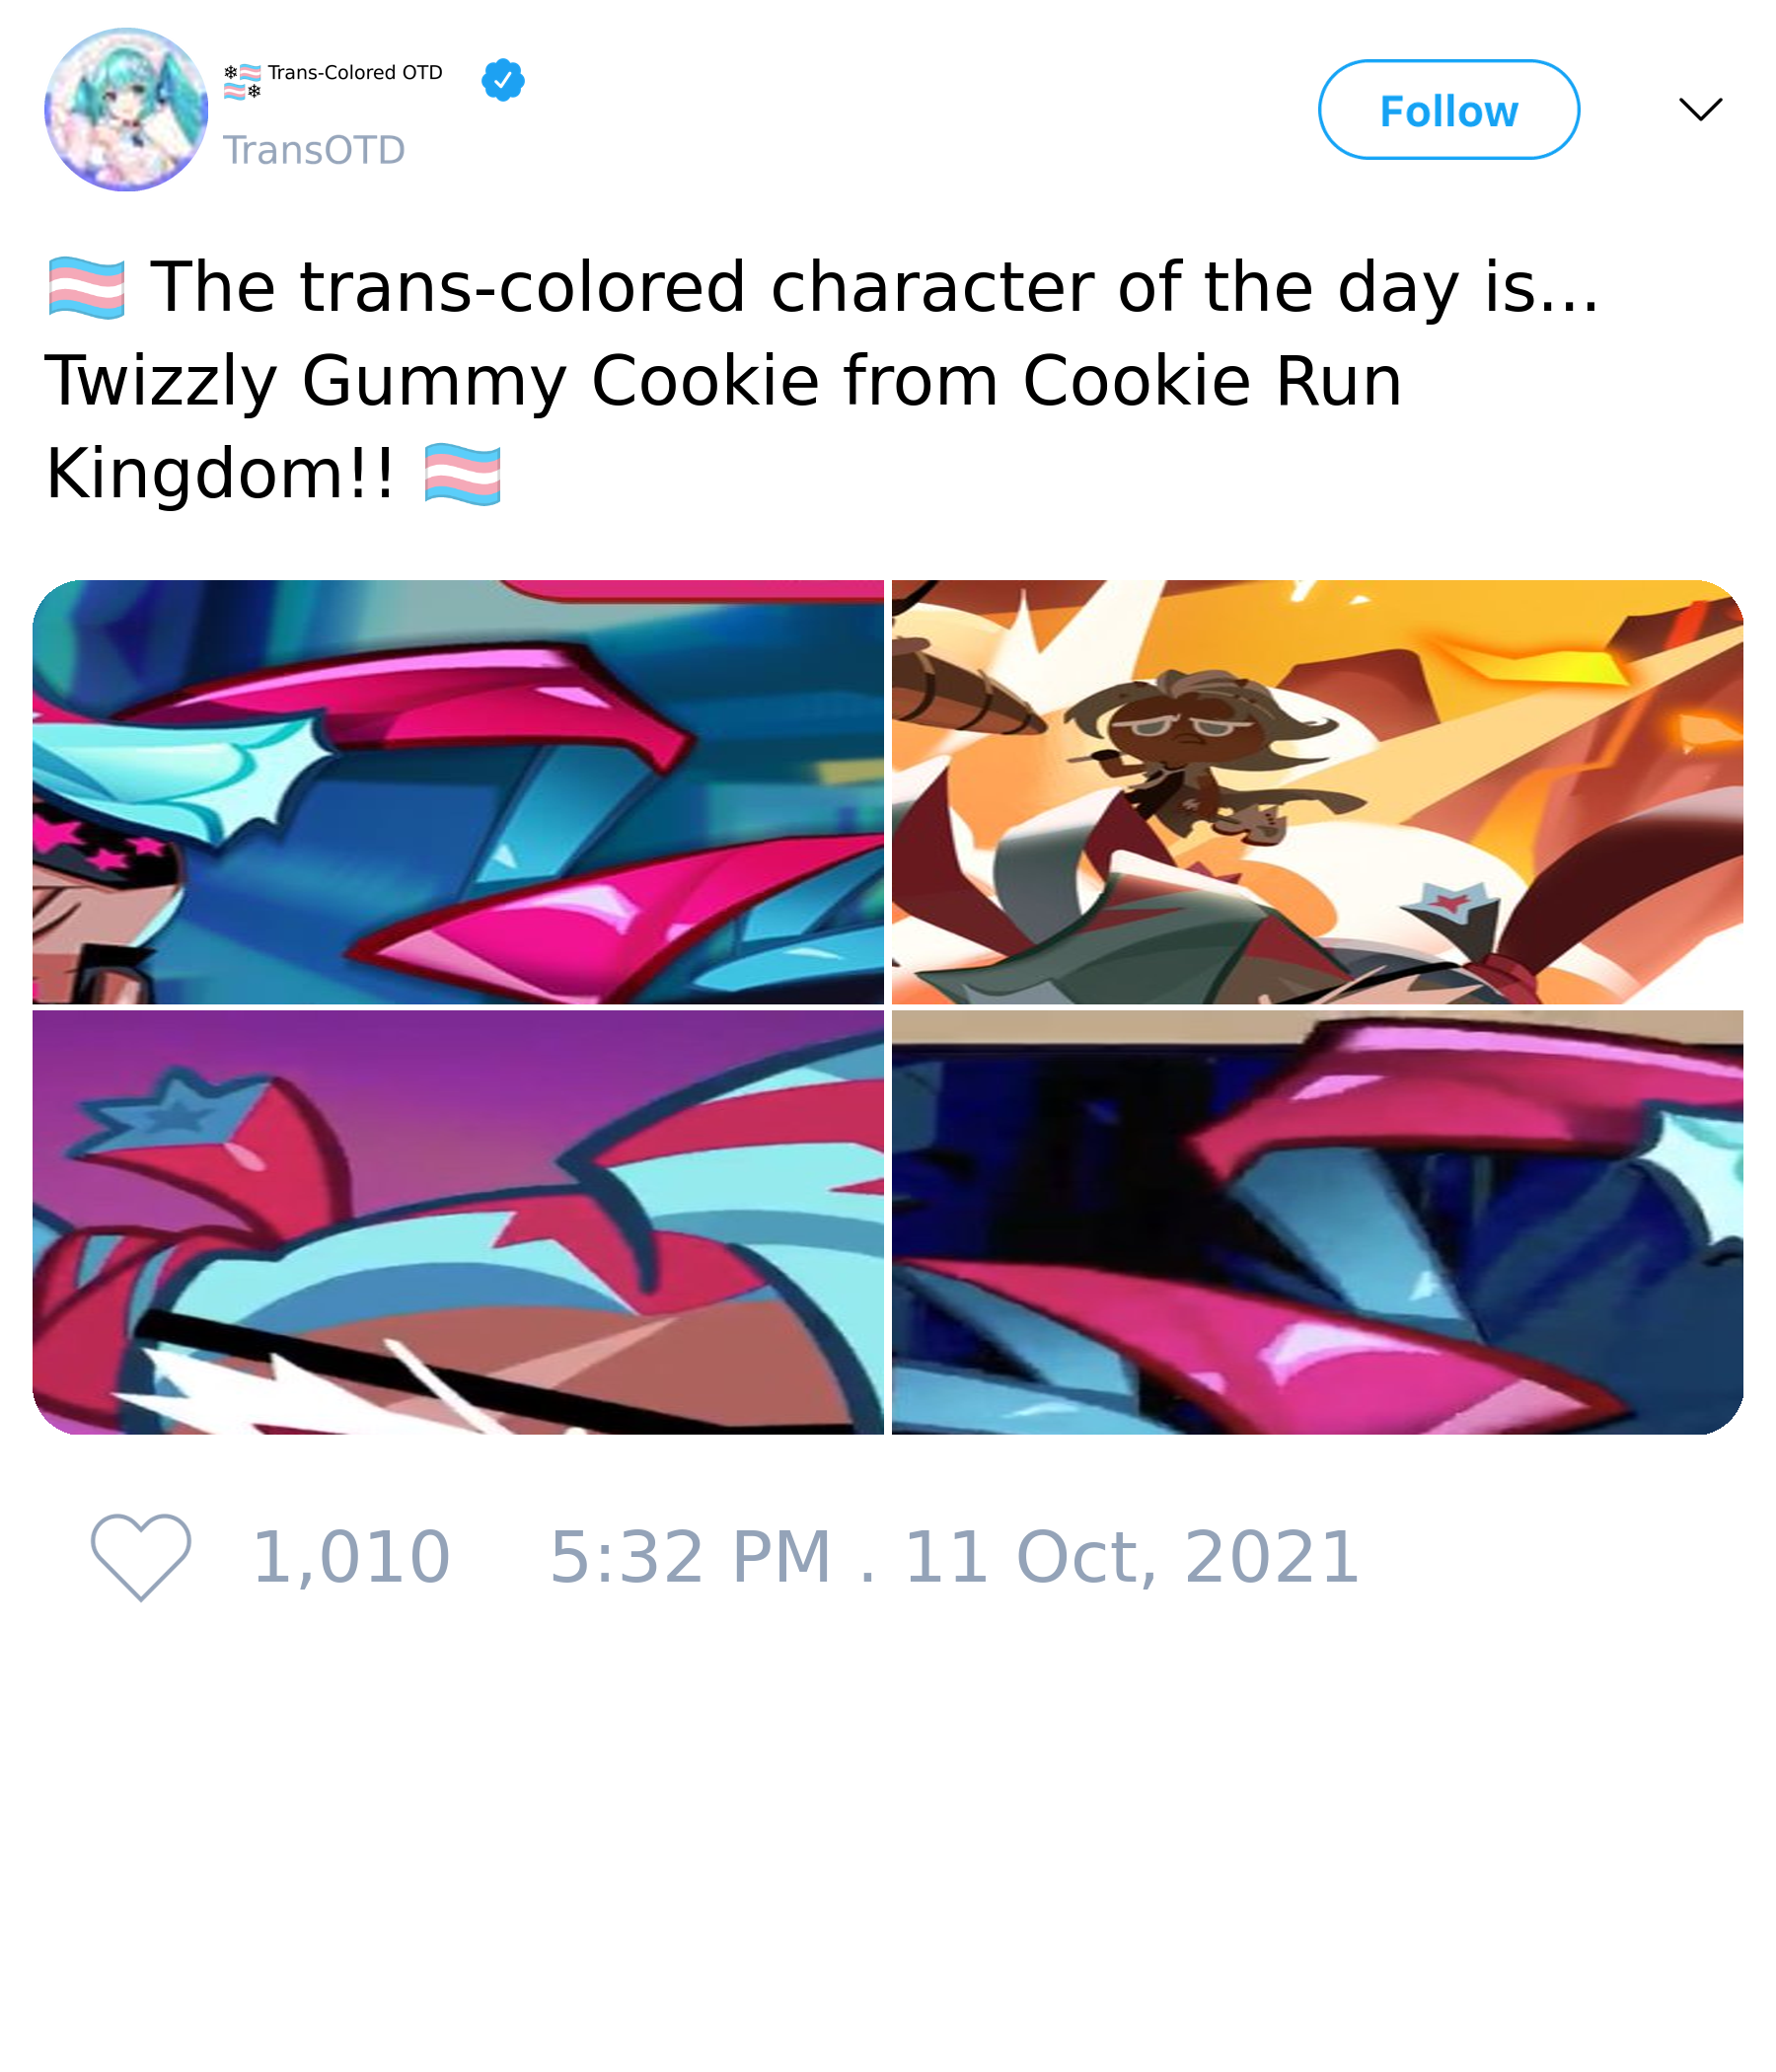 ❄🏳️‍⚧️ Trans-Colored OTD
🏳️‍⚧️❄
TransOTD
Follow
🏳️‍⚧️ The trans-colored character of the day is...
Twizzly Gummy Cookie from Cookie Run
Kingdom!! 🏳️‍⚧️
1,010 5:32 PM . 11 Oct, 2021